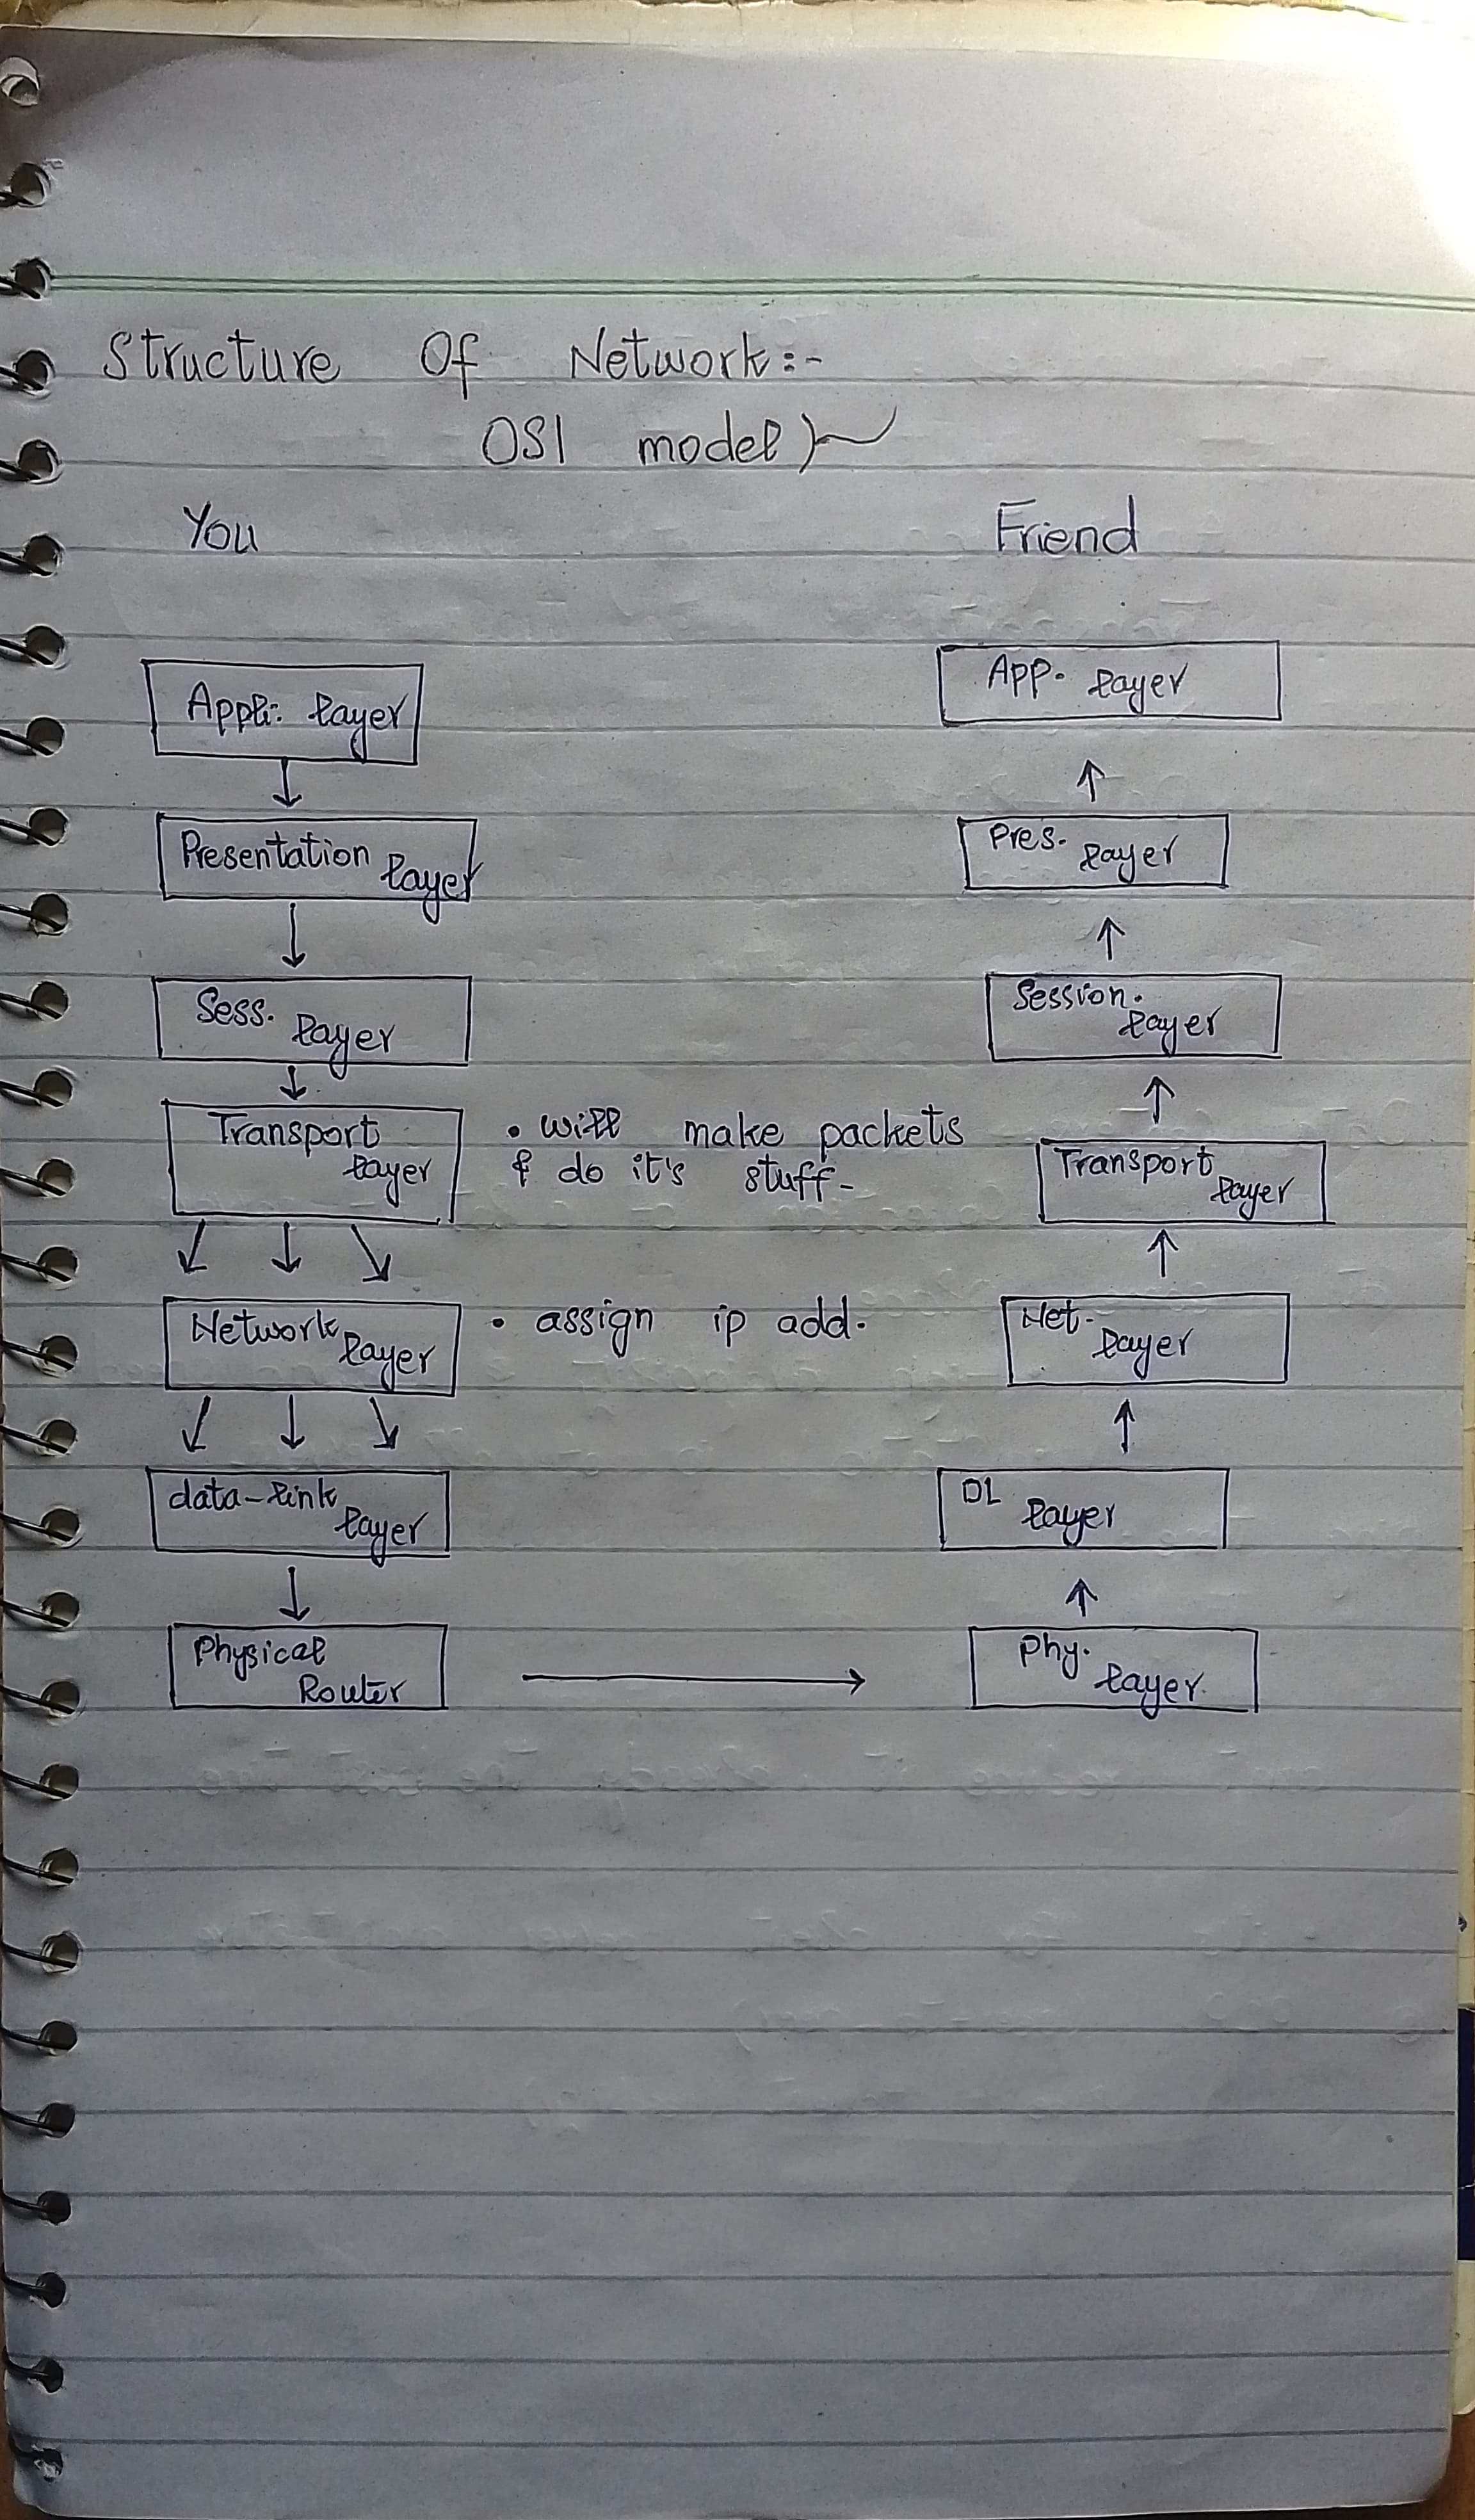 Structure Of Network:-
OSI model
You
Friend
Appli. layer
Presentation layer
Sess. layer
Transport layer
• will make packets
& do it's stuff-
Network layer
• assign ip add.
data-link layer
Physical Router
App. layer
Pres. layer
Session. layer
Transport layer
Net. layer
DL layer
Phy. layer